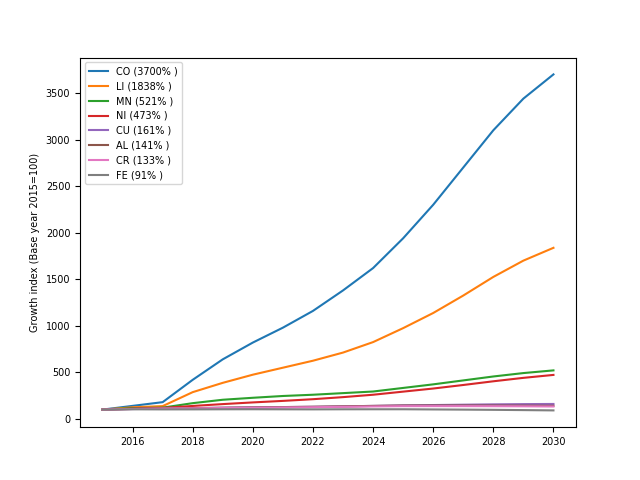 CO (3700% )
LI (1838% )
MN (521% )
NI (473% )
CU (161% )
AL (141% )
CR (133% )
FE (91% )
Growth index (Base year 2015=100)
3500
3000
2500
2000
1500
1000
500
0
2016 2018 2020 2022 2024 2026 2028 2030